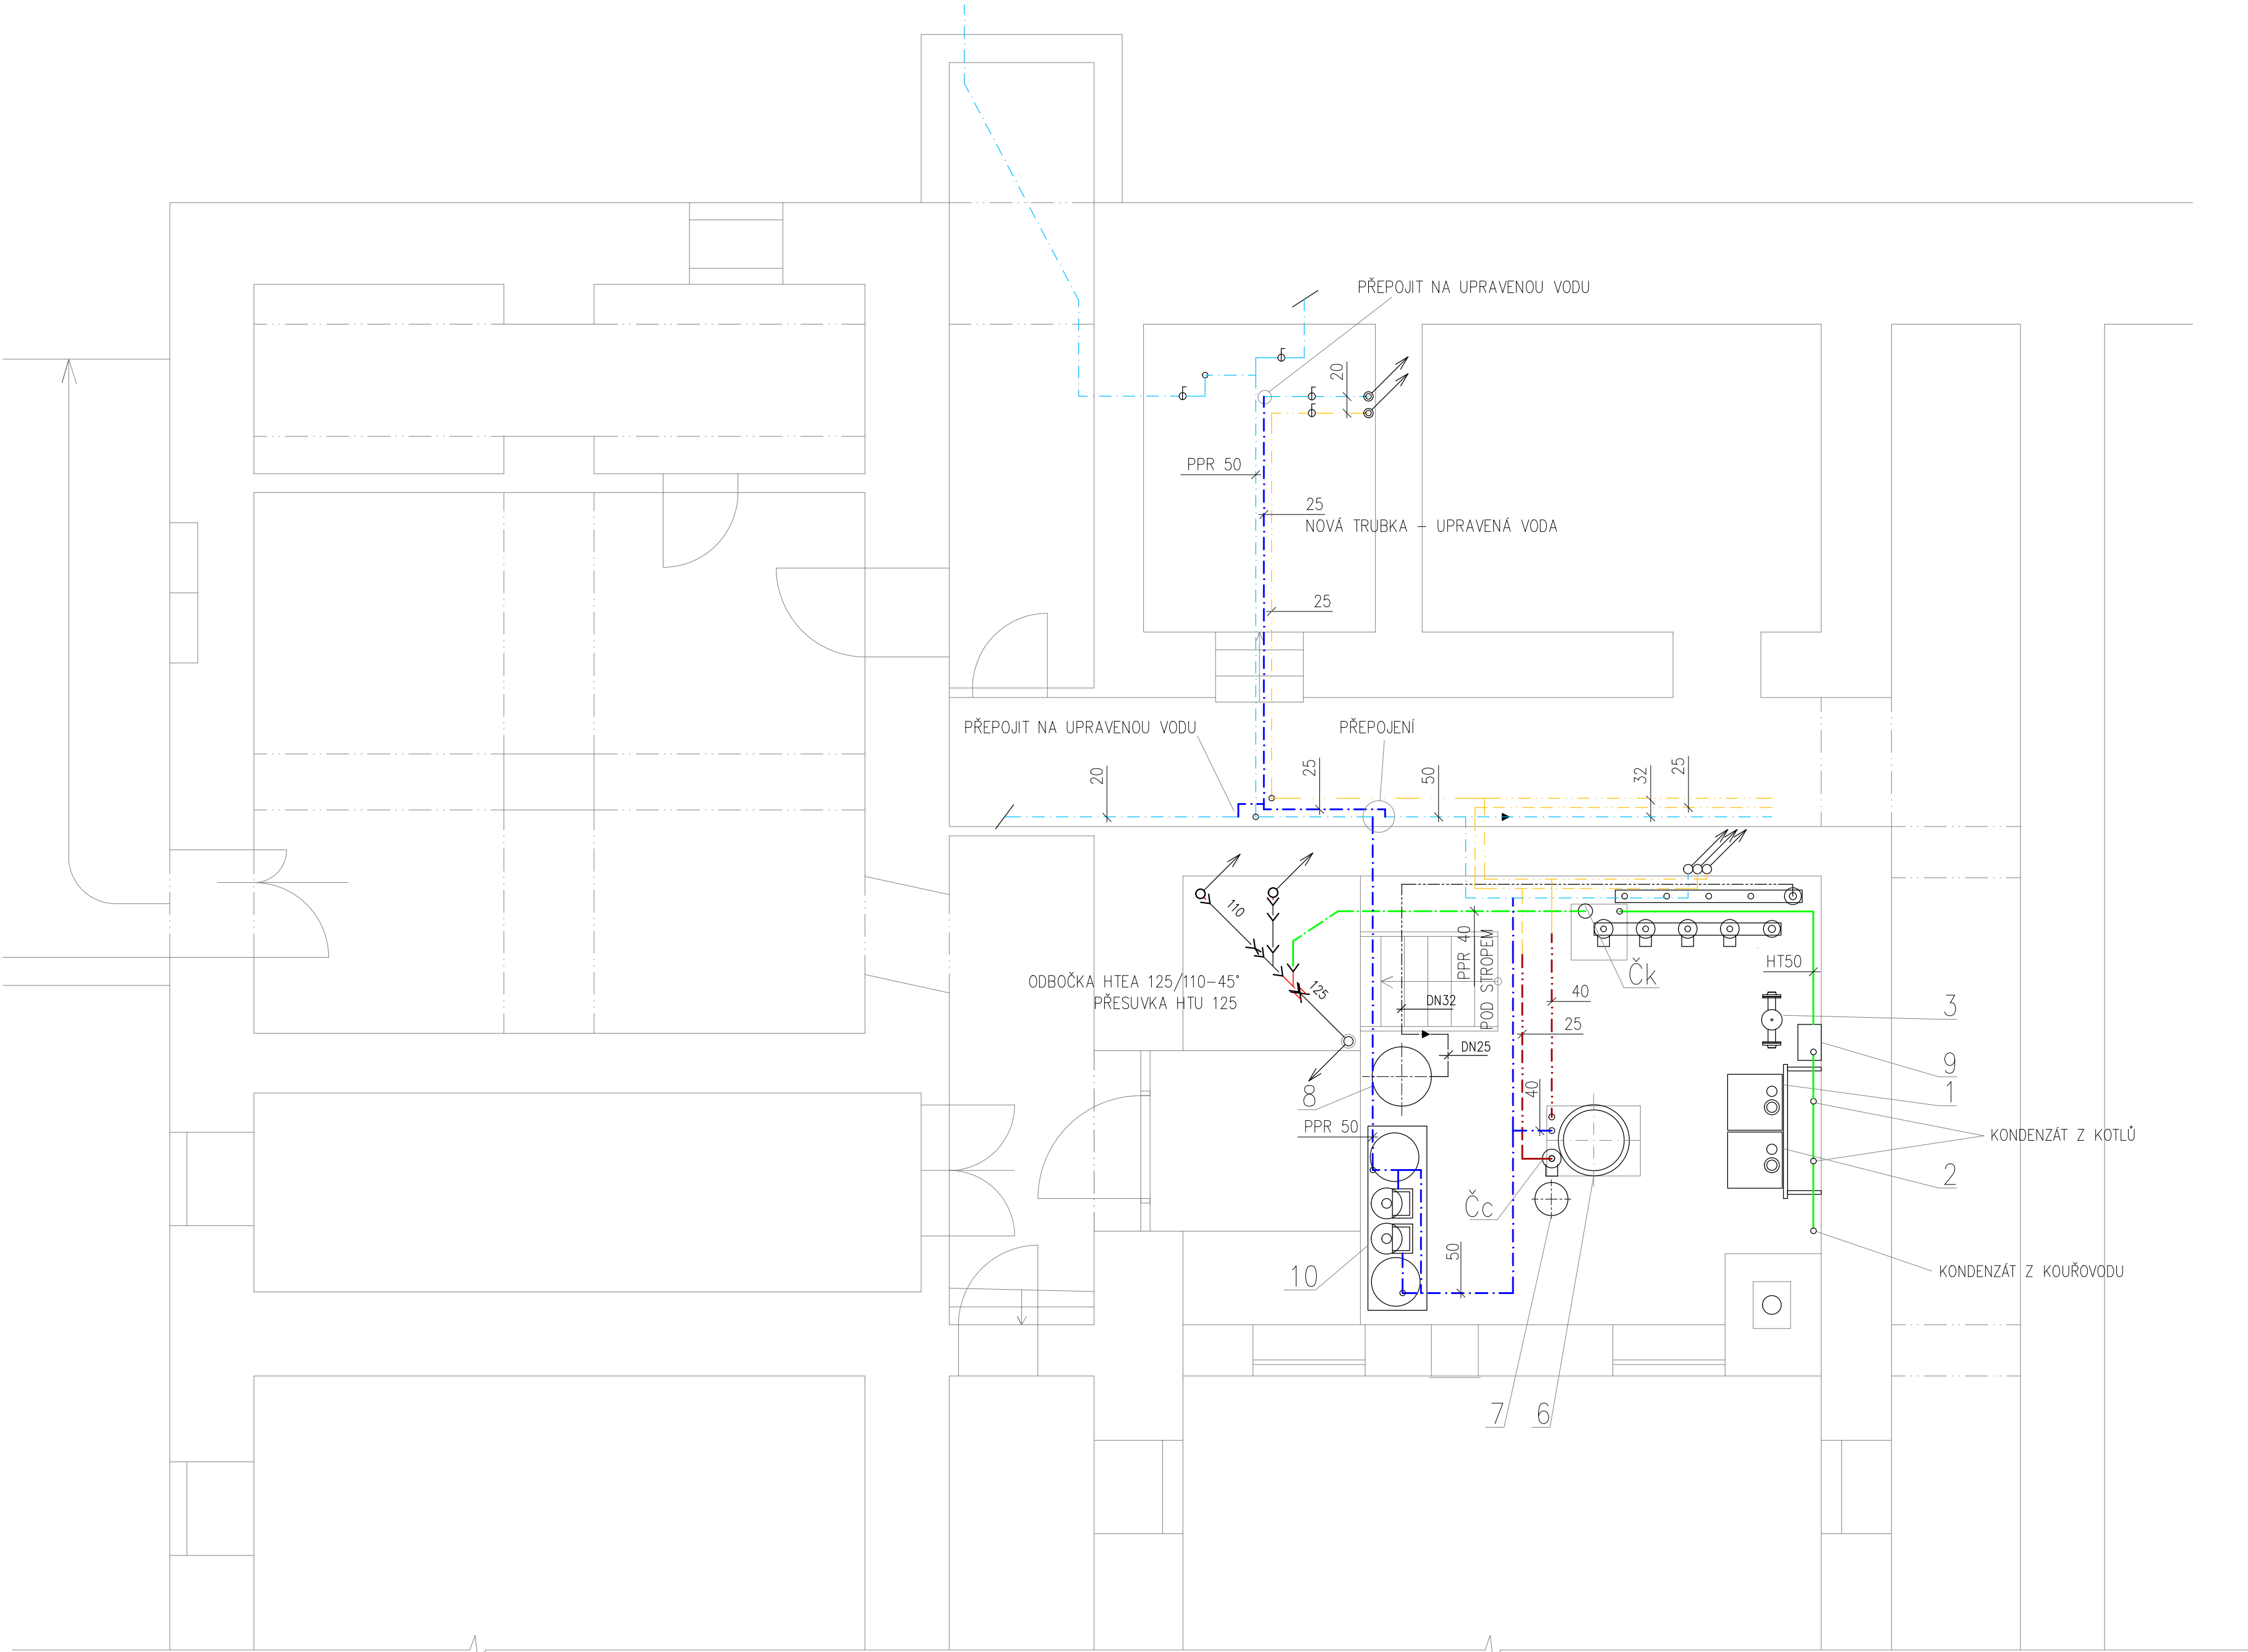 PŘEPOJIT NA UPRAVENOU VODU
20
PPR 50
25
NOVÁ TRUBKA – UPRAVENÁ VODA
25
PŘEPOJIT NA UPRAVENOU VODU
PŘEPOJENÍ
20
25
50
32
25
110
125
ODBOČKA HTEA 125/110-45°
PŘESUVKA HTU 125
PPR 40
POD STROPEM
Čk
HT50
DN32
DN25
40
25
3
9
1
8
40
PPR 50
KONDENZÁT Z KOTLŮ
2
Čc
10
50
KONDENZÁT Z KOUŘOVODU
7
6